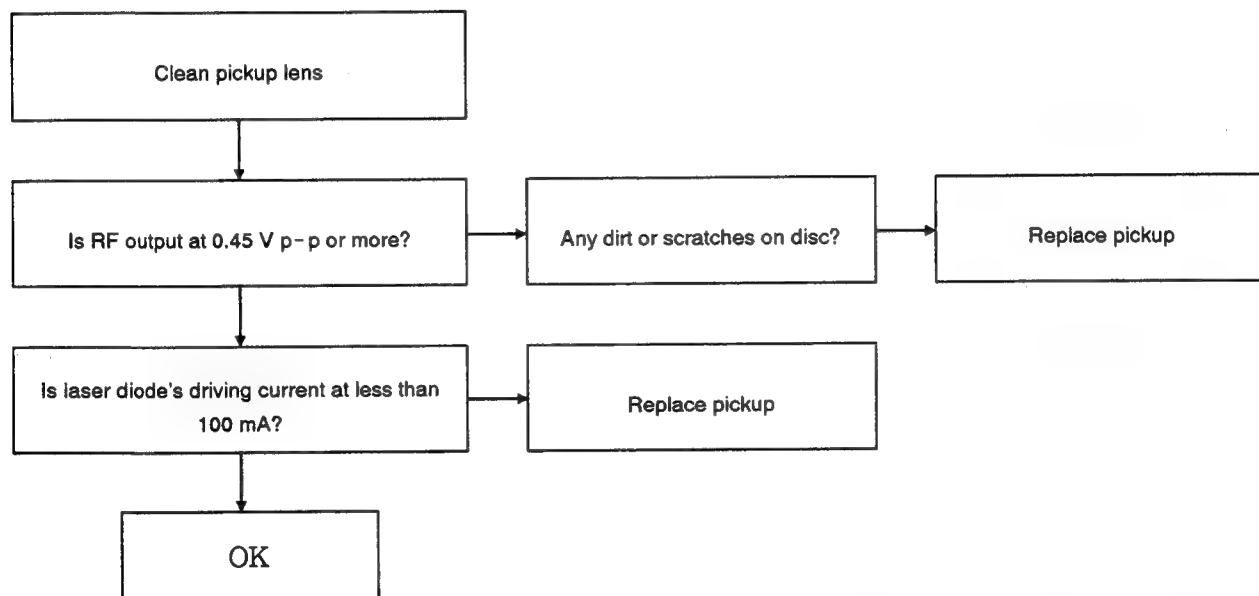 Clean pickup lens
Is RF output at 0.45 V p-p or more?
Any dirt or scratches on disc?
Replace pickup
Is laser diode's driving current at less than
100 mA?
Replace pickup
OK